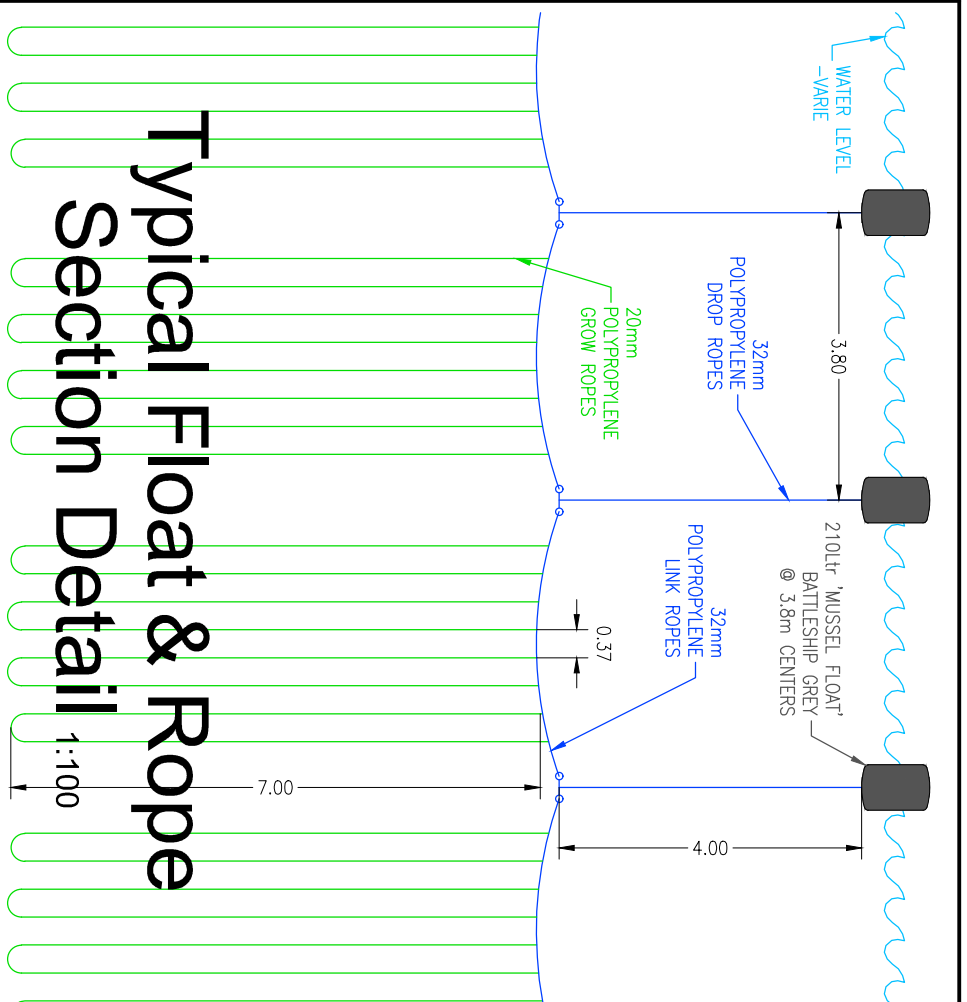 WATER LEVEL
-VARIE
3.80
210Ltr 'MUSSEL FLOAT'
BATTLESHIP GREY
@ 3.8m CENTERS
32mm
POLYPROPYLENE
DROP ROPES
32mm
POLYPROPYLENE
LINK ROPES
4.00
20mm
POLYPROPYLENE
GROW ROPES
0.37
7.00
Typical Float & Rope
Section Detail 1:100